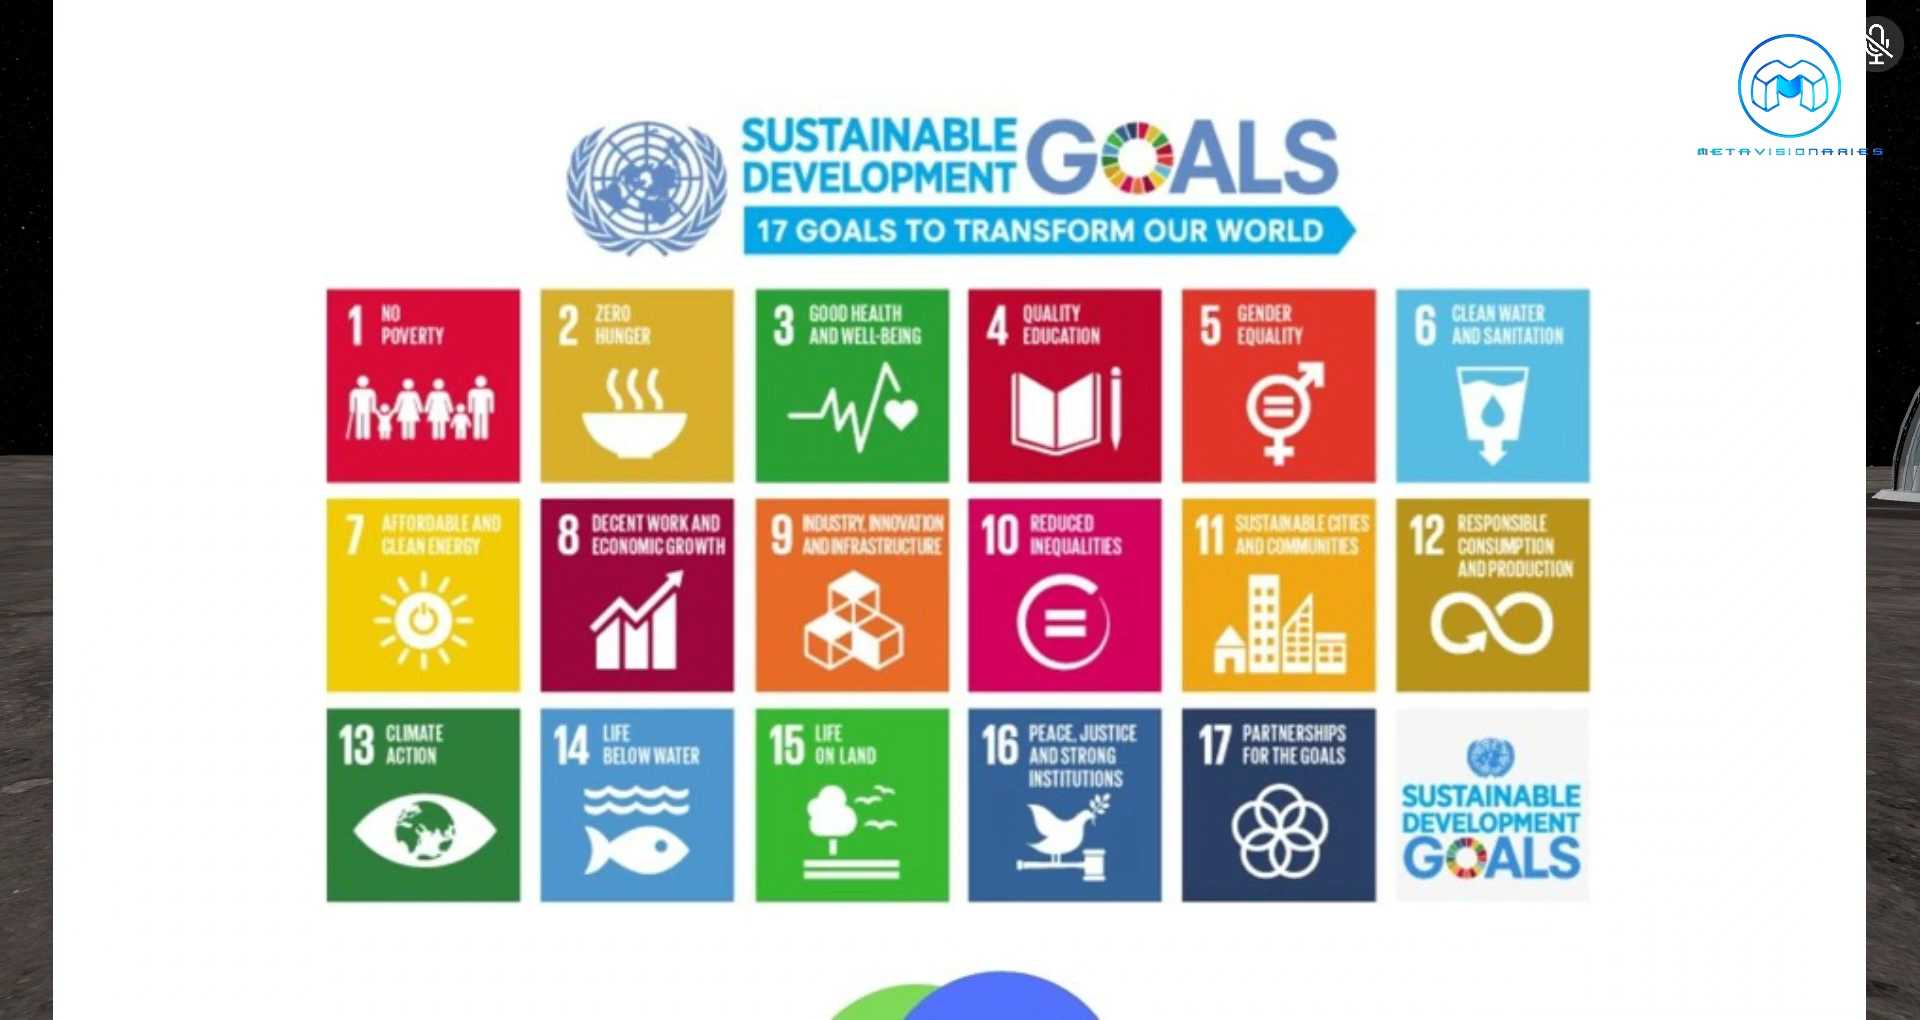 METAVISIONARIES
SUSTAINABLE
DEVELOPMENT
GOALS
17 GOALS TO TRANSFORM OUR WORLD
1 NO
POVERTY
2 ZERO
HUNGER
3 GOOD HEALTH
AND WELL-BEING
4 QUALITY
EDUCATION
5 GENDER
EQUALITY
6 CLEAN WATER
AND SANITATION
7 AFFORDABLE AND
CLEAN ENERGY
8 DECENT WORK AND
ECONOMIC GROWTH
9 INDUSTRY, INNOVATION
AND INFRASTRUCTURE
10 REDUCED
INEQUALITIES
11 SUSTAINABLE CITIES
AND COMMUNITIES
12 RESPONSIBLE
CONSUMPTION
AND PRODUCTION
13 CLIMATE
ACTION
14 LIFE
BELOW WATER
15 LIFE
ON LAND
16 PEACE, JUSTICE
AND STRONG
INSTITUTIONS
17 PARTNERSHIPS
FOR THE GOALS
SUSTAINABLE
DEVELOPMENT
GOALS